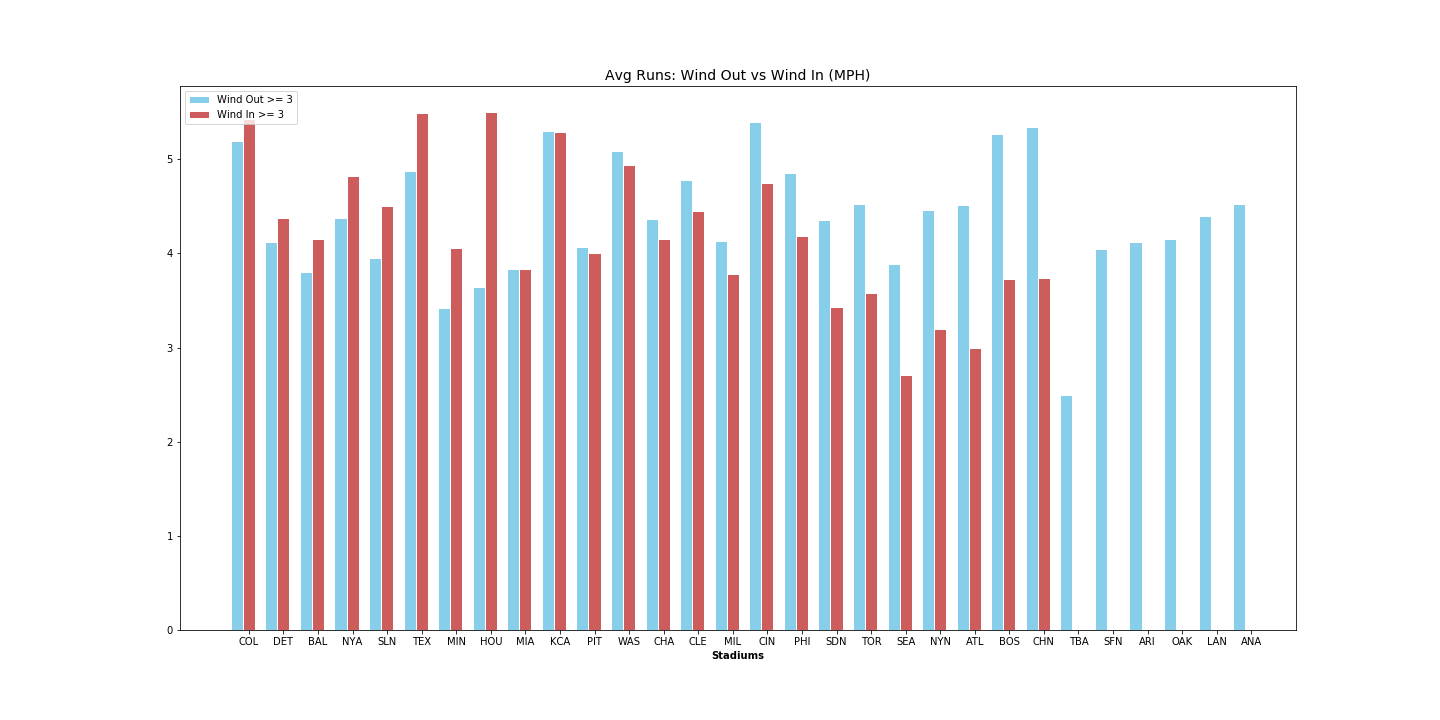 Avg Runs: Wind Out vs Wind In (MPH)
Wind Out >= 3
Wind In >= 3
5
4
3
2
1
0
COL DET BAL NYA SLN TEX MIN HOU MIA KCA PIT WAS CHA CLE MIL CIN PHI SDN TOR SEA NYN ATL BOS CHN TBA SFN ARI OAK LAN ANA
Stadiums